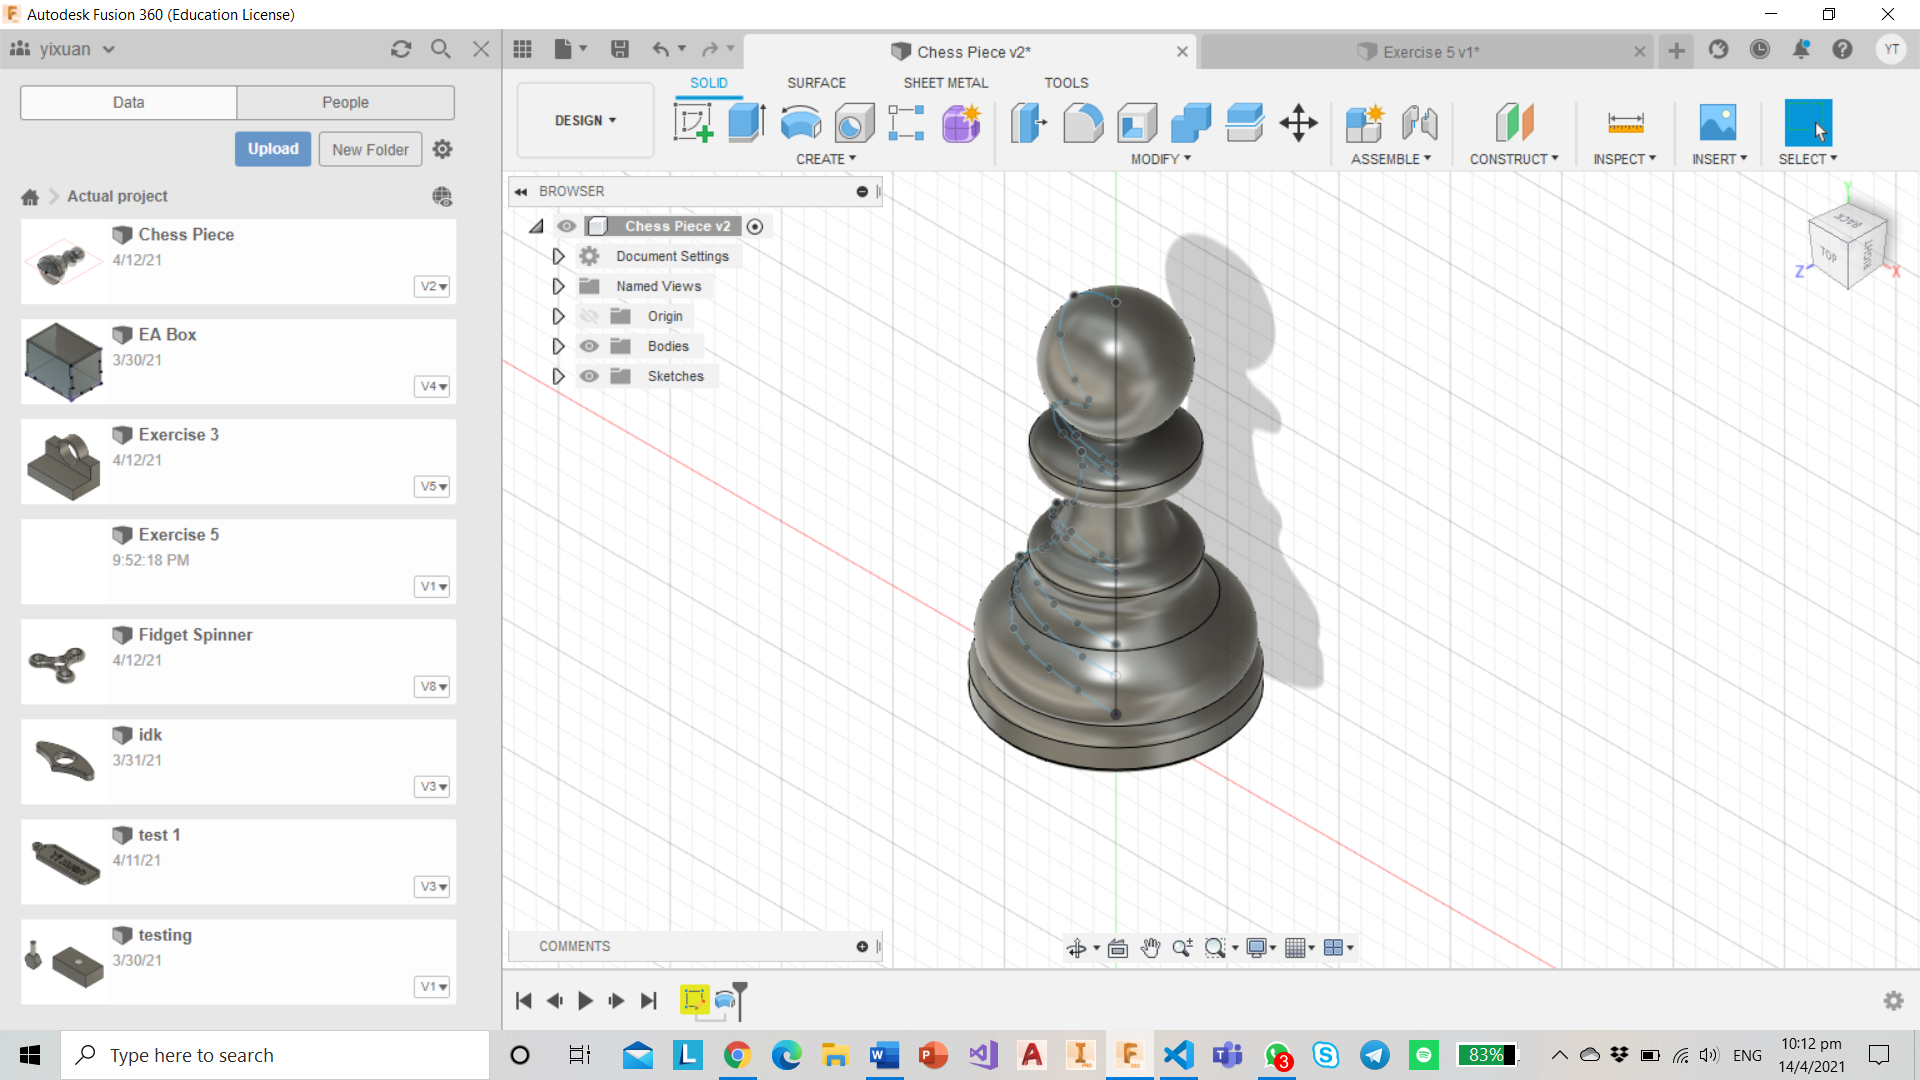 Autodesk Fusion 360 (Education License)
yixuan
Chess Piece v2*
Exercise 5 v1*
YT
Data
People
Upload
New Folder
Actual project
Chess Piece
4/12/21
V2
EA Box
3/30/21
V4
Exercise 3
4/12/21
V5
Exercise 5
9:52:18 PM
V1
Fidget Spinner
4/12/21
V8
idk
3/31/21
V3
test 1
4/11/21
V3
testing
3/30/21
V1
DESIGN
SOLID
SURFACE
SHEET METAL
TOOLS
CREATE
MODIFY
ASSEMBLE
CONSTRUCT
INSPECT
INSERT
SELECT
BROWSER
Chess Piece v2
Document Settings
Named Views
Origin
Bodies
Sketches
Y
BACK
TOP
RIGHT
Z
X
COMMENTS
Type here to search
3
83%
ENG
10:12 pm
14/4/2021